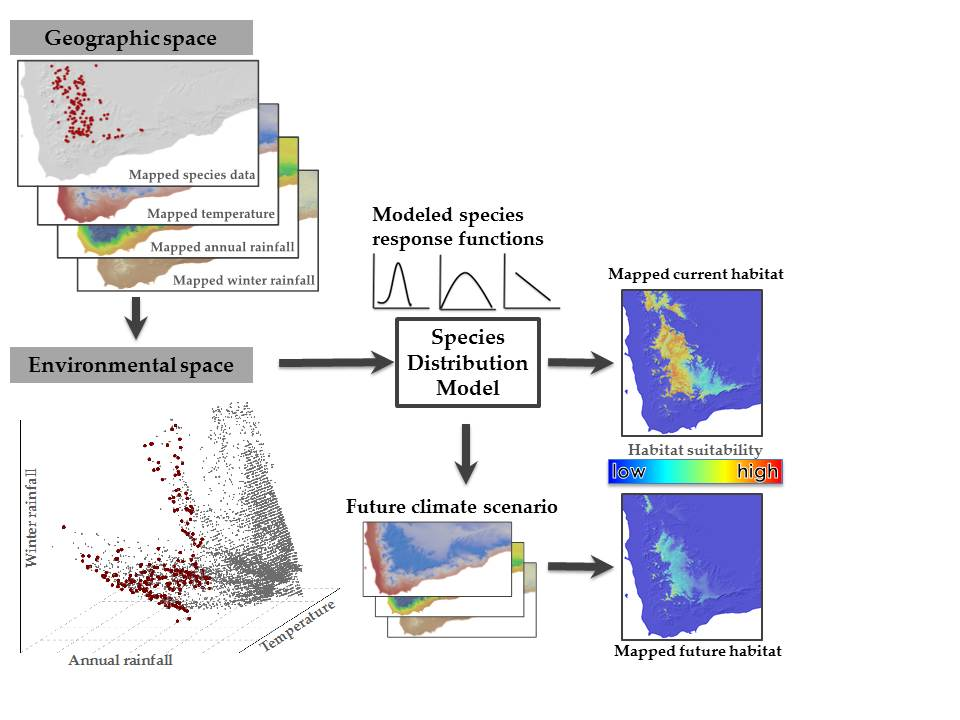 Geographic space
Mapped species data
Mapped temperature
Mapped annual rainfall
Mapped winter rainfall
Environmental space
Winter rainfall
Annual rainfall
Temperature
Modeled species
response functions
Species
Distribution
Model
Future climate scenario
Mapped current habitat
Habitat suitability
low high
Mapped future habitat